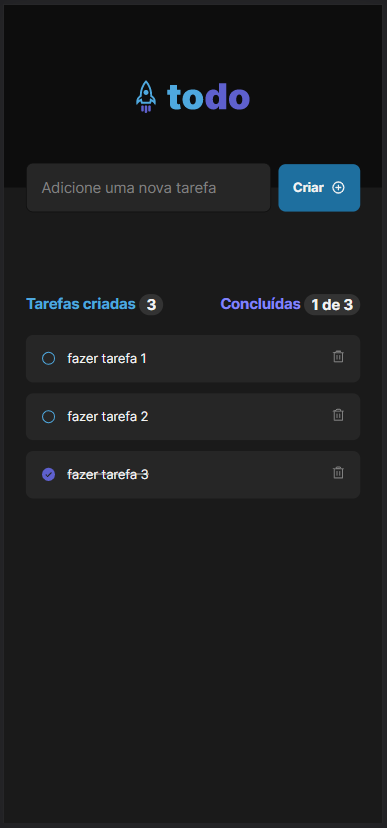 todo
Adicione uma nova tarefa
Criar
Tarefas criadas 3
Concluídas 1 de 3
fazer tarefa 1
fazer tarefa 2
fazer tarefa 3